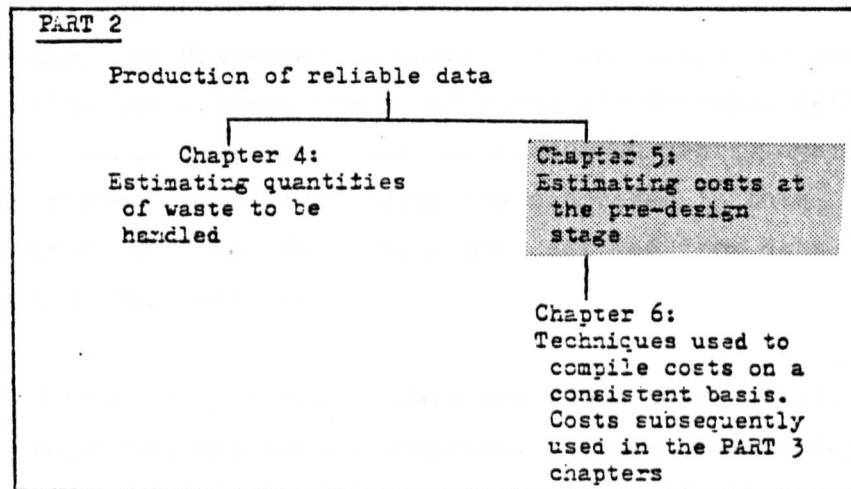 PART 2
Production of reliable data
Chapter 4:
Estimating quantities
of waste to be
handled
Chapter 5:
Estimating costs at
the pre-design
stage
Chapter 6:
Techniques used to
compile costs on a
consistent basis.
Costs subsequently
used in the PART 3
chapters